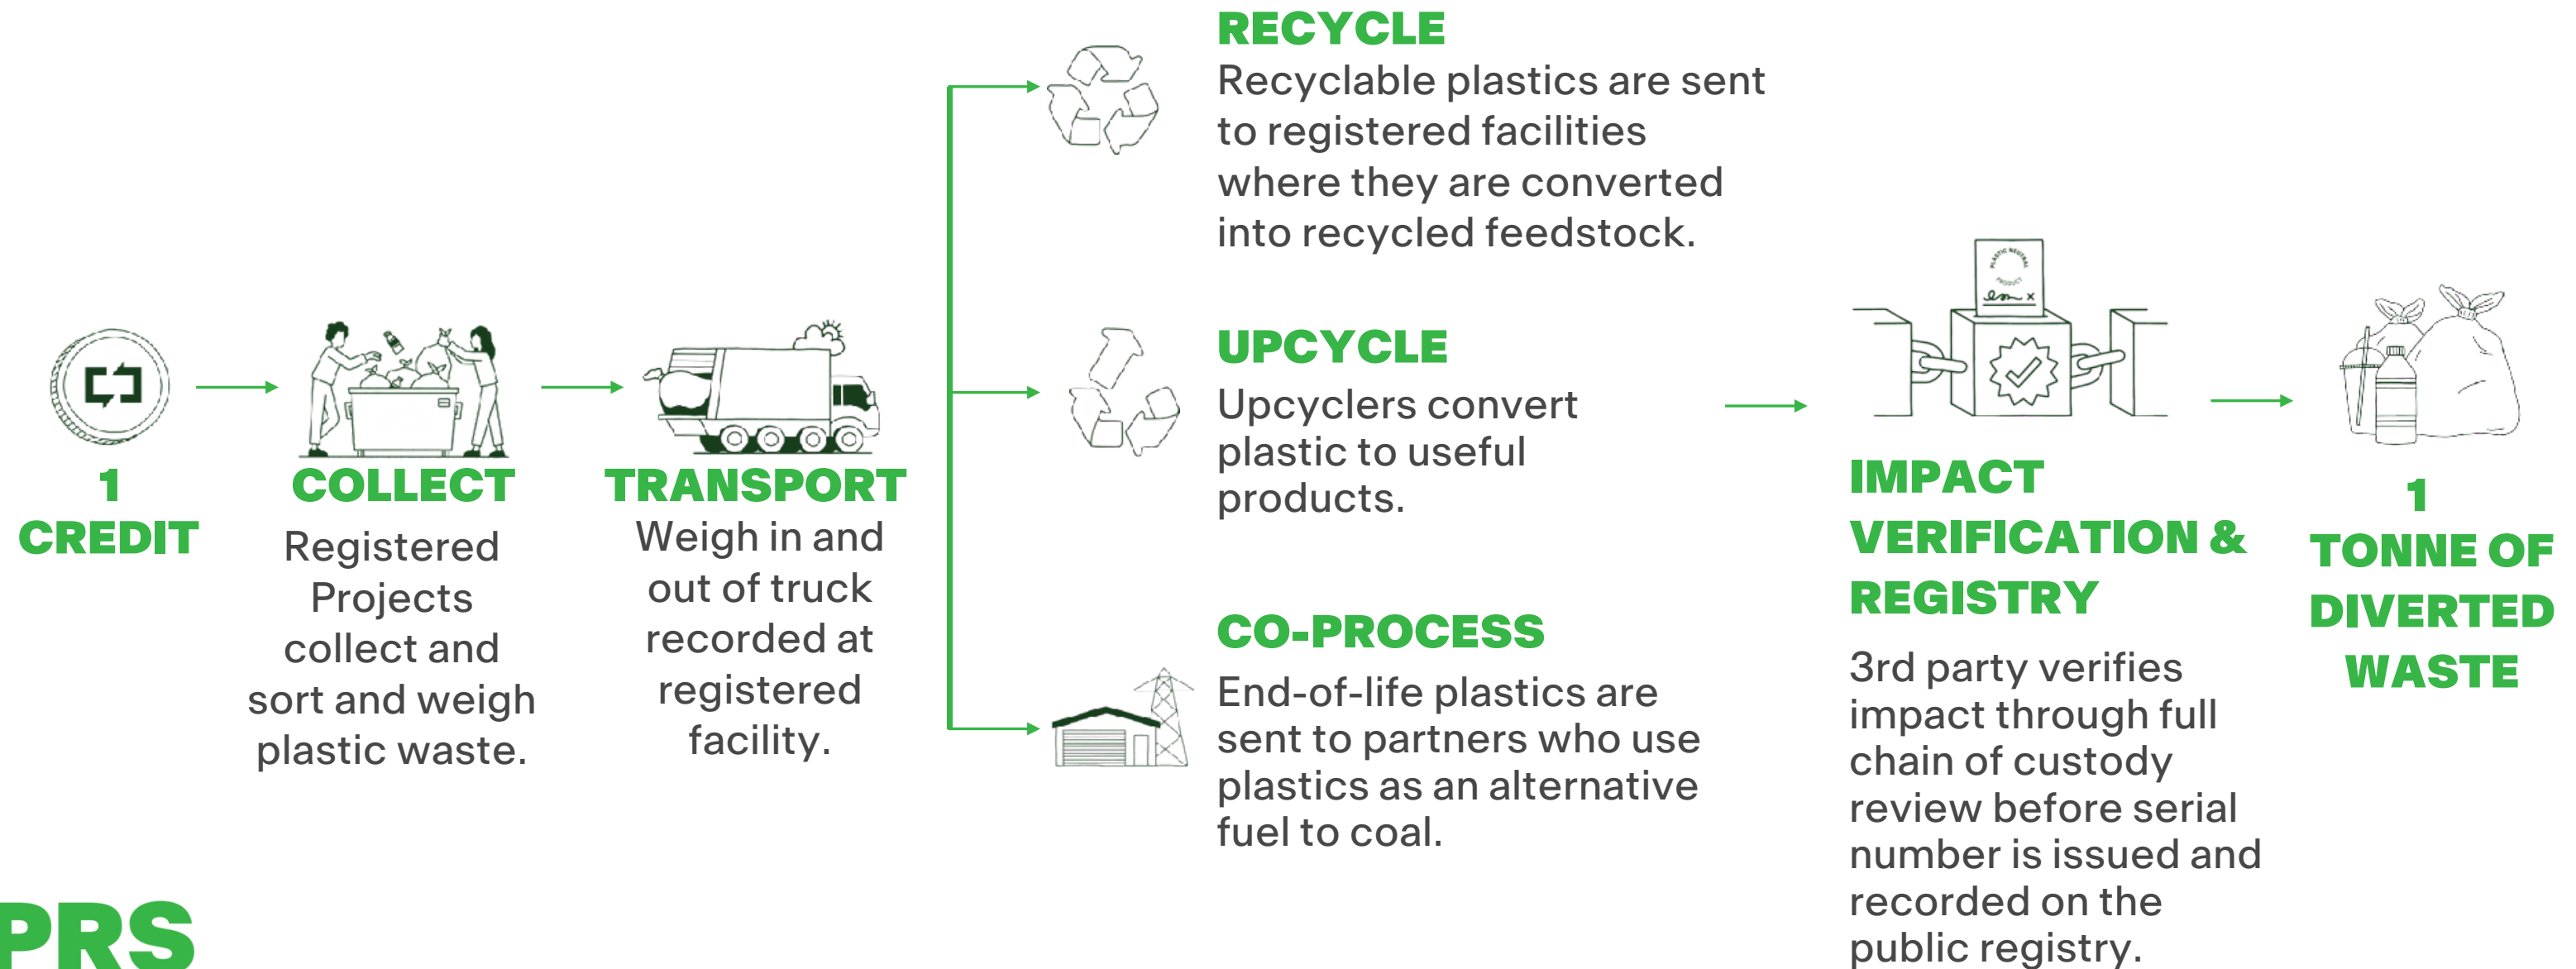 1
CREDIT
COLLECT
Registered
Projects
collect and
sort and weigh
plastic waste.
TRANSPORT
Weigh in and
out of truck
recorded at
registered
facility.
RECYCLE
Recyclable plastics are sent
to registered facilities
where they are converted
into recycled feedstock.
UPCYCLE
Upcyclers convert
plastic to useful
products.
CO-PROCESS
End-of-life plastics are
sent to partners who use
plastics as an alternative
fuel to coal.
PLASTIC NEUTRAL
PRODUCT
IMPACT
VERIFICATION &
REGISTRY
3rd party verifies
impact through full
chain of custody
review before serial
number is issued and
recorded on the
public registry.
1
TONNE OF
DIVERTED
WASTE
PRS